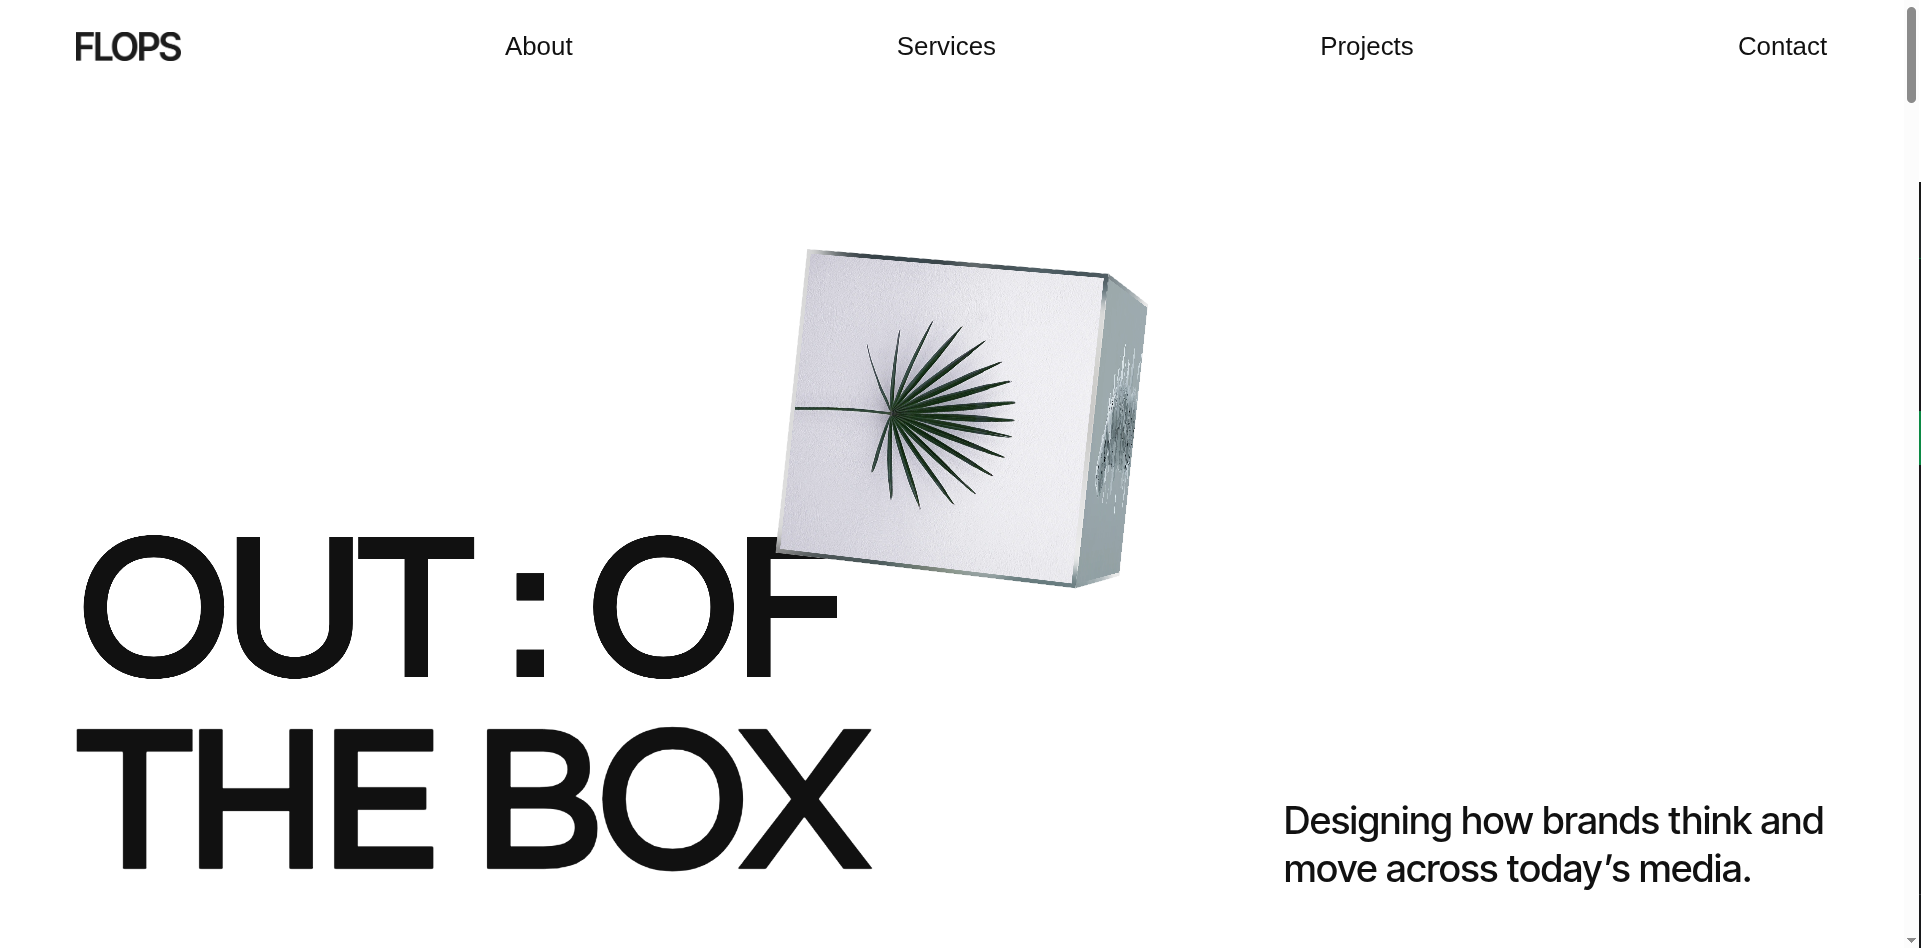 FLOPS
About
Services
Projects
Contact
OUT : OF
THE BOX
Designing how brands think and
move across today’s media.